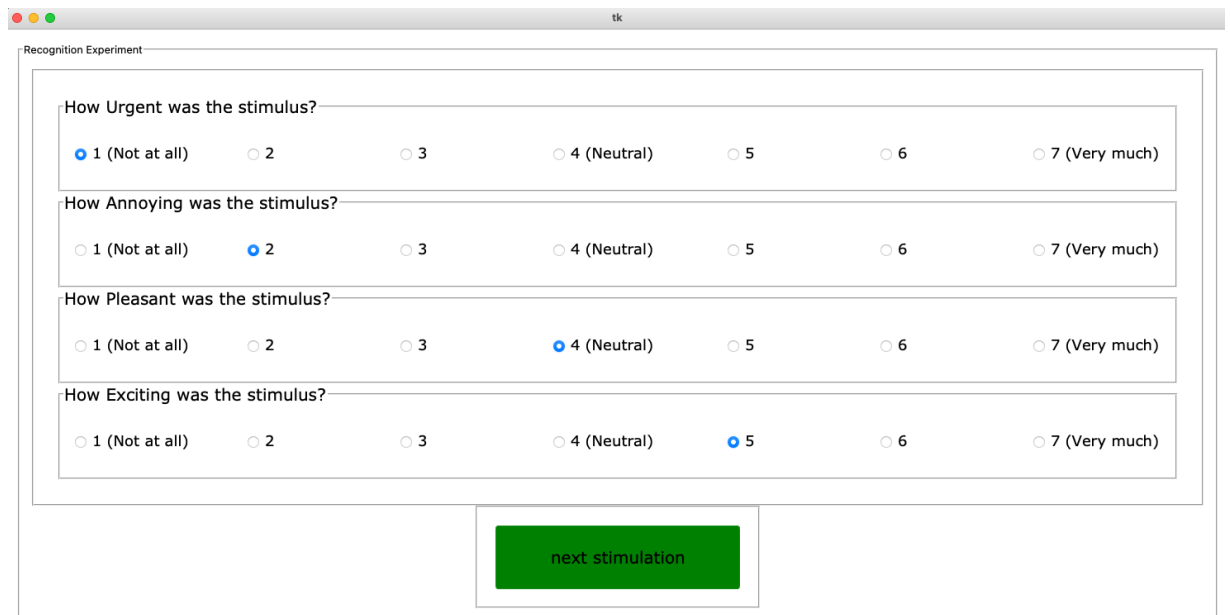 tk
Recognition Experiment
How Urgent was the stimulus?
1 (Not at all) 2 3 4 (Neutral) 5 6 7 (Very much)
How Annoying was the stimulus?
1 (Not at all) 2 3 4 (Neutral) 5 6 7 (Very much)
How Pleasant was the stimulus?
1 (Not at all) 2 3 4 (Neutral) 5 6 7 (Very much)
How Exciting was the stimulus?
1 (Not at all) 2 3 4 (Neutral) 5 6 7 (Very much)
next stimulation